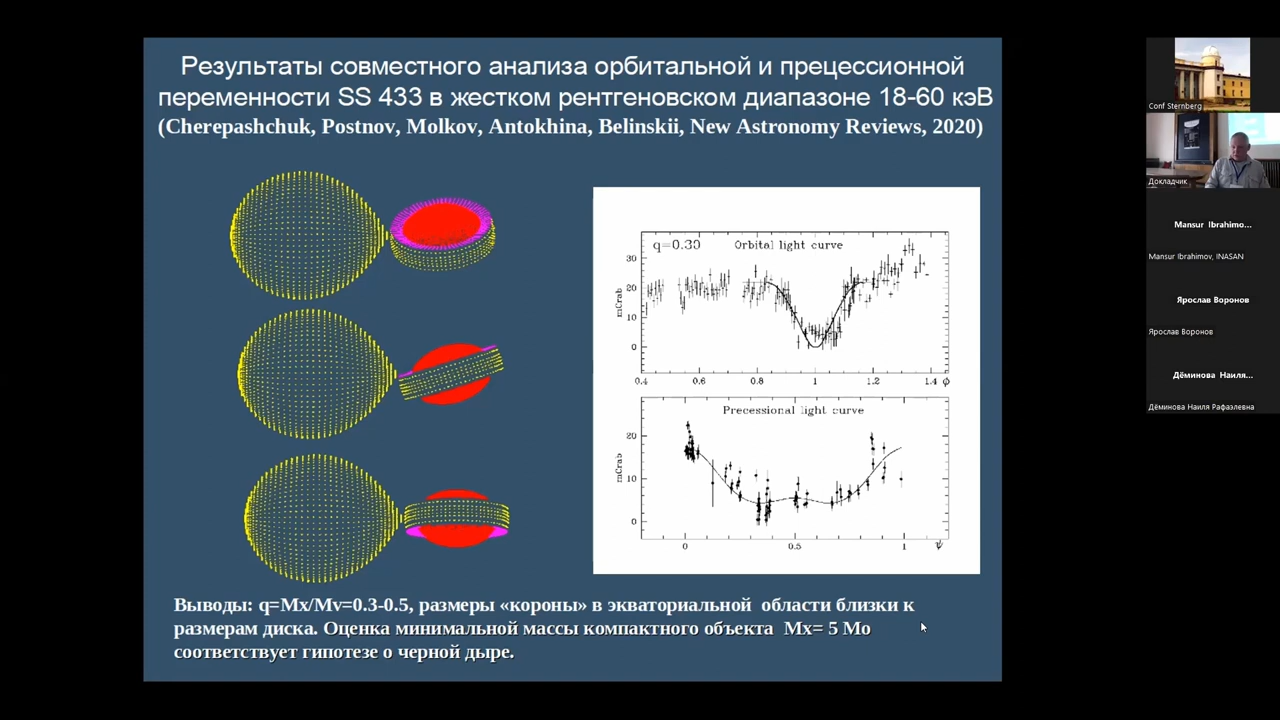 Результаты совместного анализа орбитальной и прецессионной
переменности SS 433 в жестком рентгеновском диапазоне 18-60 кэВ
(Cherepashchuk, Postnov, Molkov, Antokhina, Belinskii, New Astronomy Reviews, 2020)
q=0.30
Orbital light curve
mCrab
30
20
10
0
0.4 0.6 0.8 1 1.2 1.4 φ
Precessional light curve
mCrab
20
10
0
0 0.5 1 ψ
Выводы: q=Mx/Mv=0.3-0.5, размеры «короны» в экваториальной области близки к
размерам диска. Оценка минимальной массы компактного объекта Mx= 5 Мо
соответствует гипотезе о черной дыре.
Conf Sternberg
Докладчик
Mansur Ibrahimo...
Mansur Ibrahimov, INASAN
Ярослав Воронов
Ярослав Воронов
Дёминова Наиля...
Дёминова Наиля Рафаэлевна